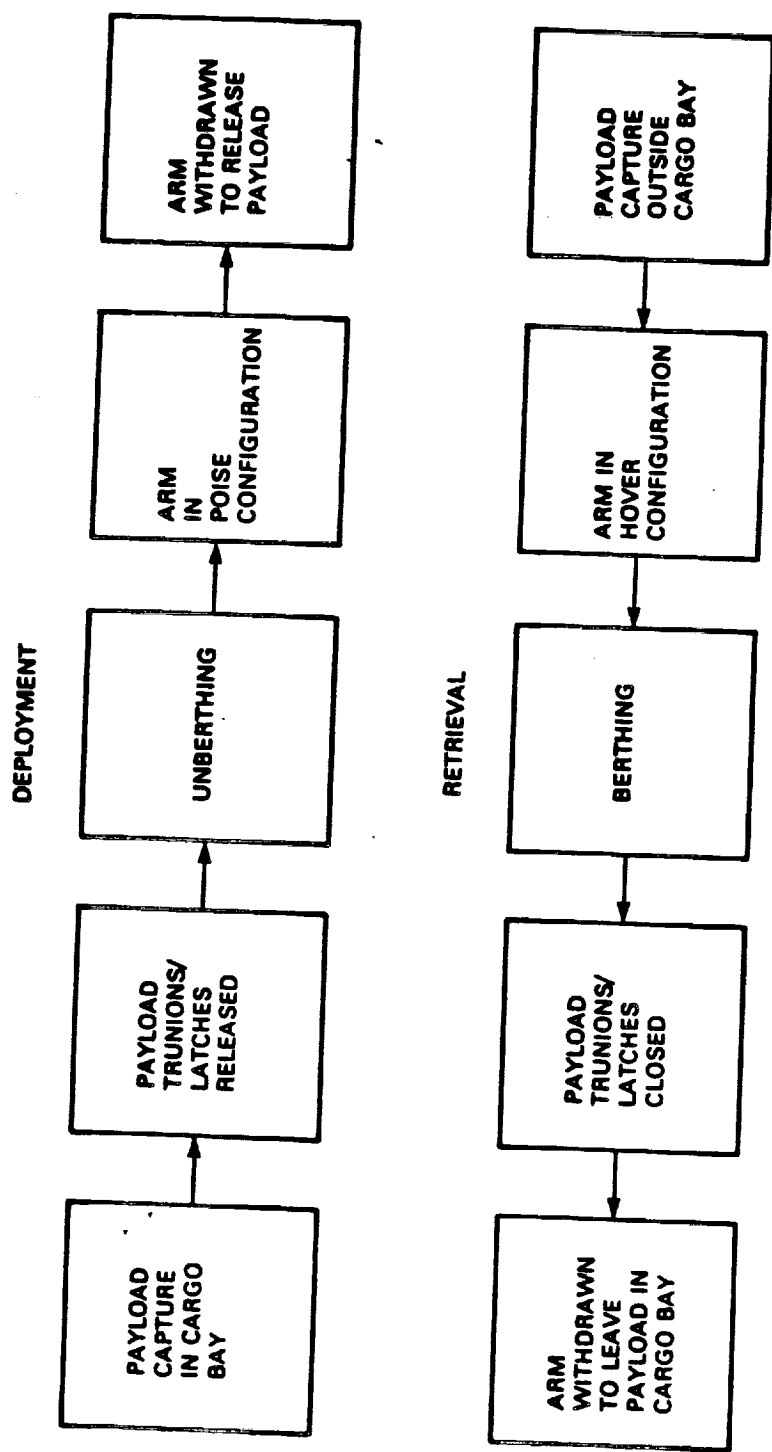 DEPLOYMENT
PAYLOAD
CAPTURE
IN CARGO
BAY
PAYLOAD
TRUNIONS/
LATCHES
RELEASED
UNBERTHING
ARM
IN
POISE
CONFIGURATION
ARM
WITHDRAWN
TO RELEASE
PAYLOAD
RETRIEVAL
PAYLOAD
CAPTURE
OUTSIDE
CARGO BAY
ARM IN
HOVER
CONFIGURATION
BERTHING
PAYLOAD
TRUNIONS/
LATCHES
CLOSED
ARM
WITHDRAWN
TO LEAVE
PAYLOAD IN
CARGO BAY